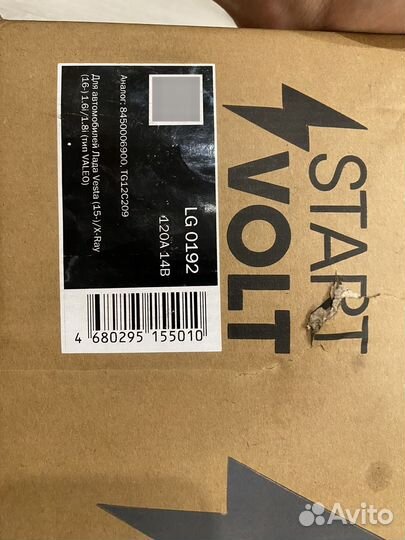 START
VOLT
LG 0192
120A 14В
Аналог: 8450006900, TG12C209
Для автомобилей Лада Vesta (15-)/X-Ray
(16-) 1.6i/1.8i (тип VALEO)
4 680295 155010
Avito